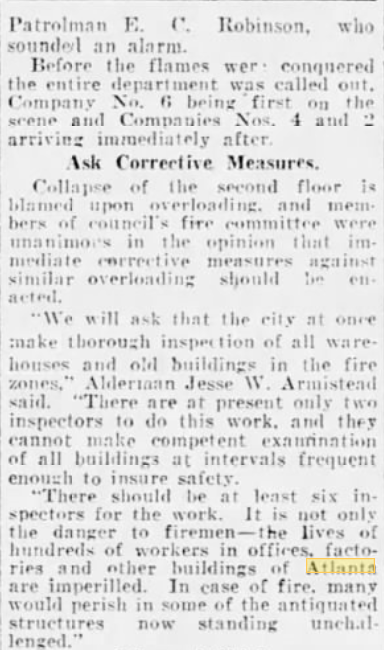 Patrolman E. C. Robinson, who
sounded an alarm.
Before the flames were conquered
the entire department was called out,
Company No. 6 being first on the
scene and Companies Nos. 4 and 2
arriving immediately after.
Ask Corrective Measures.
Collapse of the second floor is
blamed upon overloading, and mem-
bers of council's fire committee were
unanimous in the opinion that im-
mediate corrective measures against
similar overloading should be en-
acted.
"We will ask that the city at once
make thorough inspection of all ware-
houses and old buildings in the fire
zones," Alderman Jesse W. Armistead
said. "There are at present only two
inspectors to do this work, and they
cannot make competent examination
of all buildings at intervals frequent
enough to insure safety.
"There should be at least six in-
spectors for the work. It is not only
the danger to firemen—the lives of
hundreds of workers in offices, facto-
ries and other buildings of Atlanta
are imperilled. In case of fire, many
would perish in some of the antiquated
structures now standing unchal-
lenged."